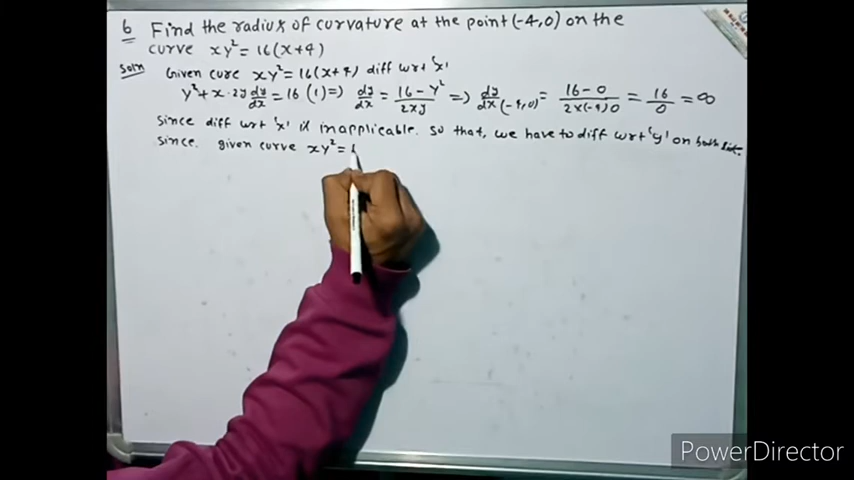 6 Find the radius of curvature at the point (-4,0) on the
curve xy² = 16(x+4)
Soln Given cure xy² = 16(x+4) diff wrt 'x'
y² + x·2y dy/dx = 16(1) => dy/dx = 16-y²/2xy => dy/dx(-4,0) = 16-0/2x(-4)0 = 16/0 = ∞
Since diff wrt 'x' is inapplicable. So that, we have to diff wrt 'y' on both
since. given curve xy² = 1
PowerDirector